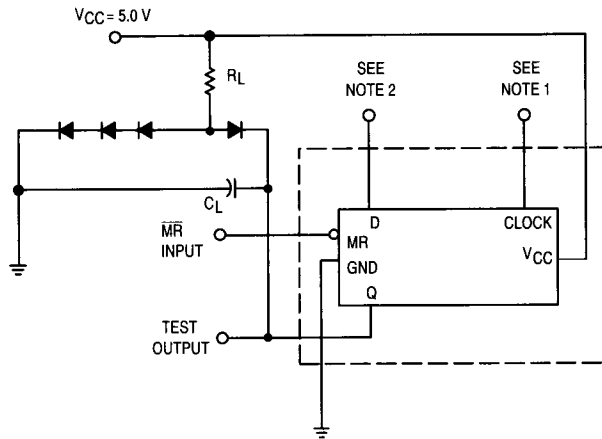 VCC = 5.0 V
RL
SEE
NOTE 2
SEE
NOTE 1
CL
MR
INPUT
D
CLOCK
MR
VCC
GND
Q
TEST
OUTPUT